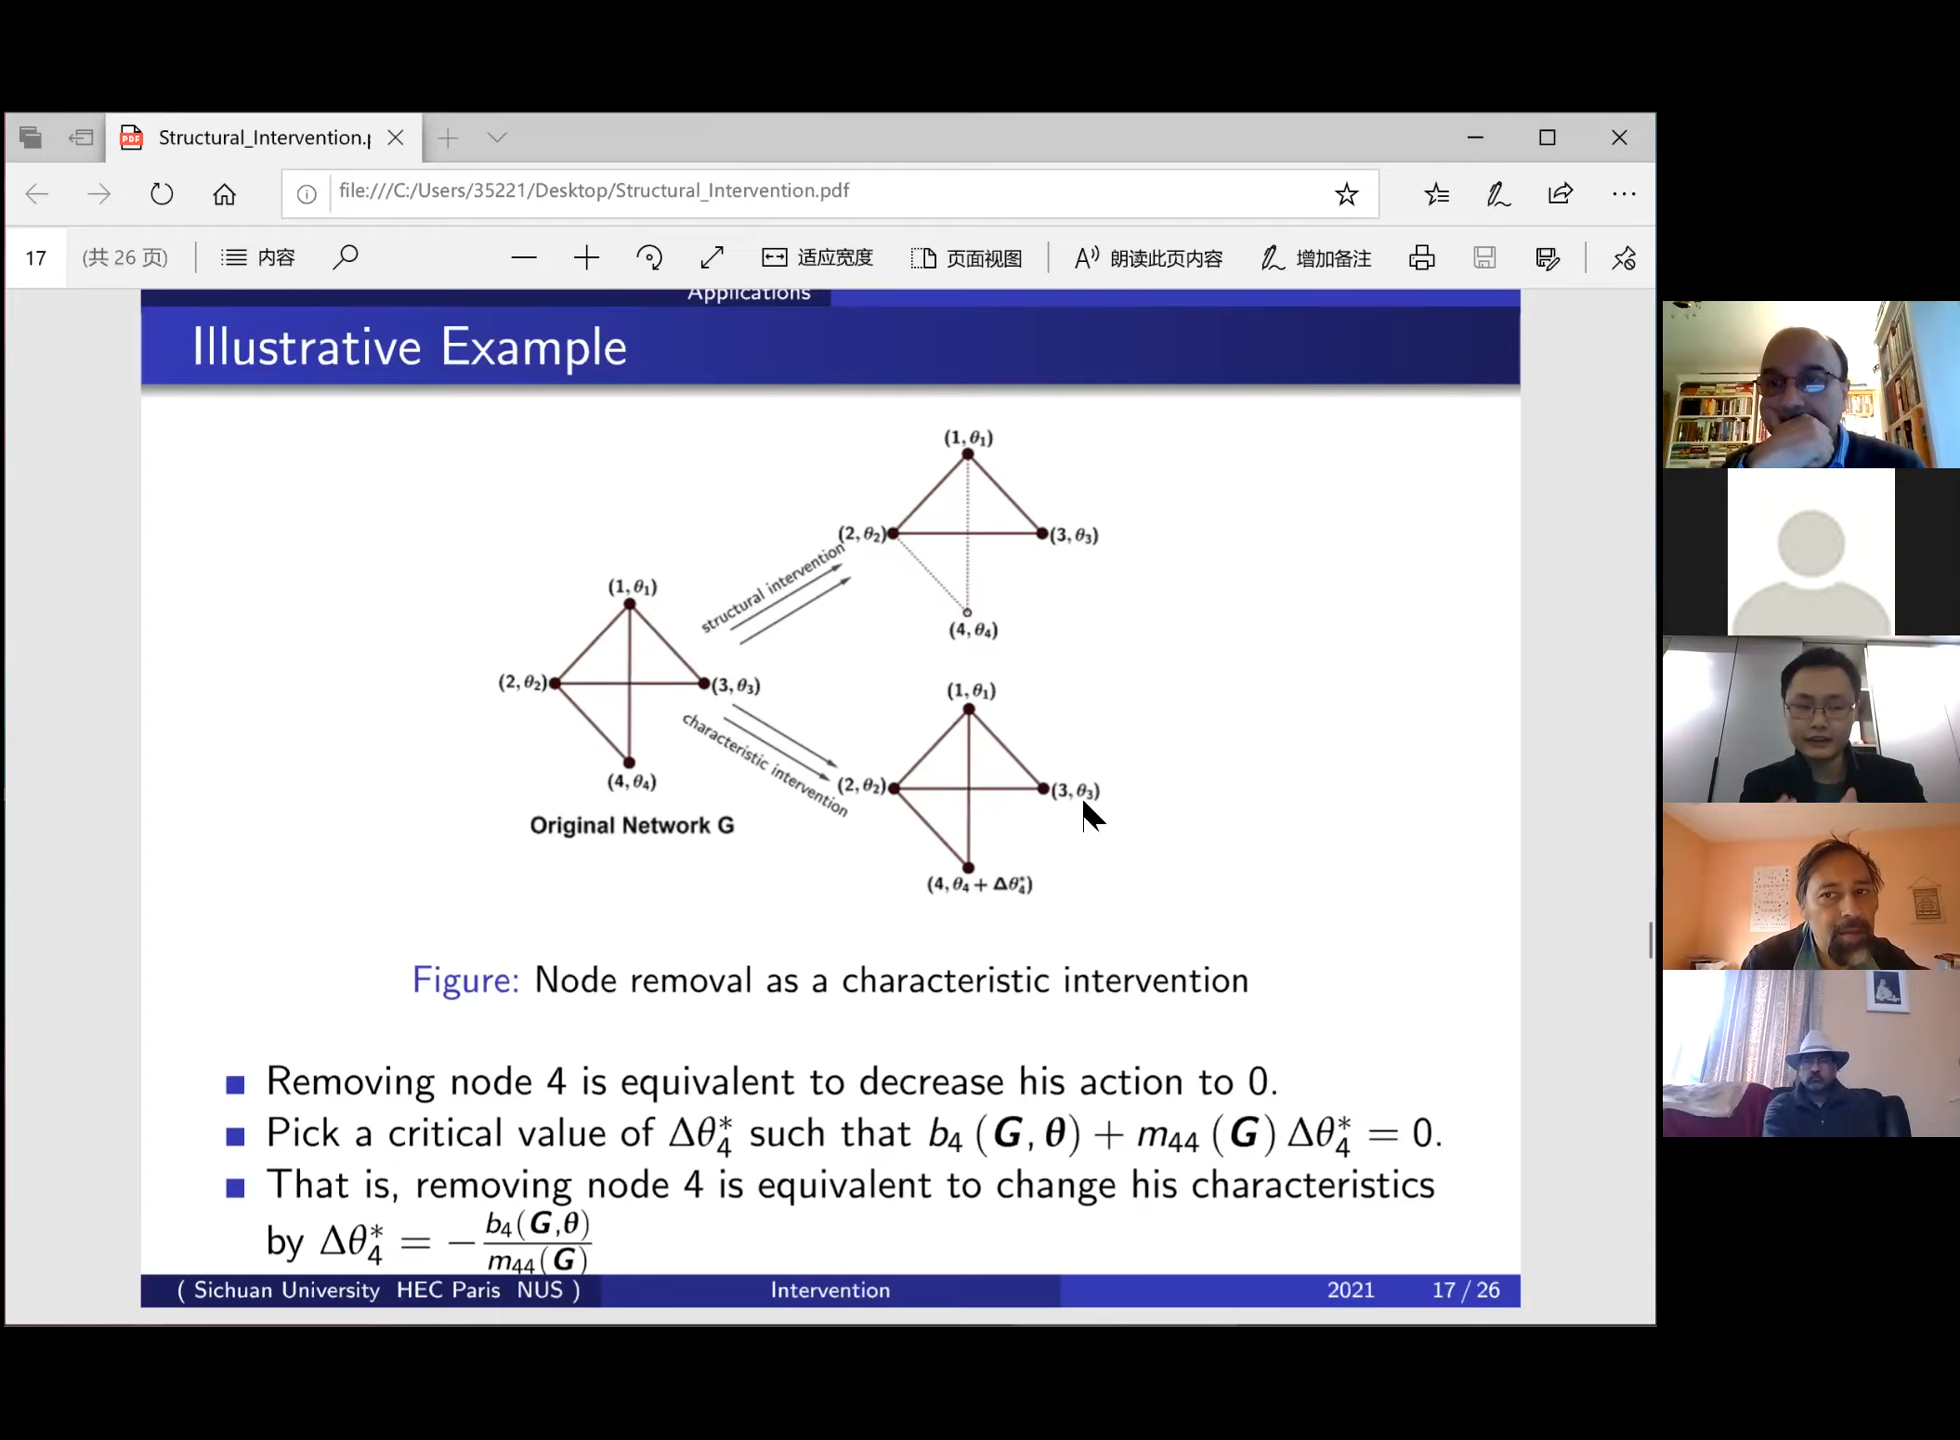 Structural_Intervention.p
file:///C:/Users/35221/Desktop/Structural_Intervention.pdf
17 (共 26 页) 内容 适应宽度 页面视图 朗读此页内容 增加备注
Applications
Illustrative Example
(1, θ₁)
(2, θ₂) (3, θ₃)
structural intervention
(4, θ₄)
(1, θ₁)
(2, θ₂) (3, θ₃)
(4, θ₄)
Original Network G
characteristic intervention
(1, θ₁)
(2, θ₂) (3, θ₃)
(4, θ₄ + Δθ₄*)
Figure: Node removal as a characteristic intervention
Removing node 4 is equivalent to decrease his action to 0.
Pick a critical value of Δθ₄* such that b₄ (G, θ) + m₄₄ (G) Δθ₄* = 0.
That is, removing node 4 is equivalent to change his characteristics
by Δθ₄* = − b₄(G,θ) / m₄₄(G)
( Sichuan University HEC Paris NUS ) Intervention 2021 17 / 26